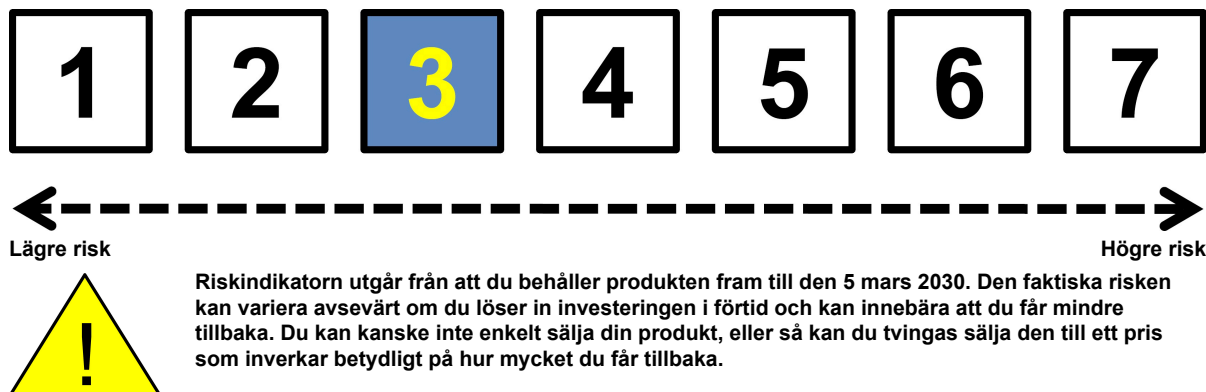 1 2 3 4 5 6 7
Lägre risk Högre risk
Riskindikatorn utgår från att du behåller produkten fram till den 5 mars 2030. Den faktiska risken
kan variera avsevärt om du löser in investeringen i förtid och kan innebära att du får mindre
tillbaka. Du kan kanske inte enkelt sälja din produkt, eller så kan du tvingas sälja den till ett pris
som inverkar betydligt på hur mycket du får tillbaka.
!